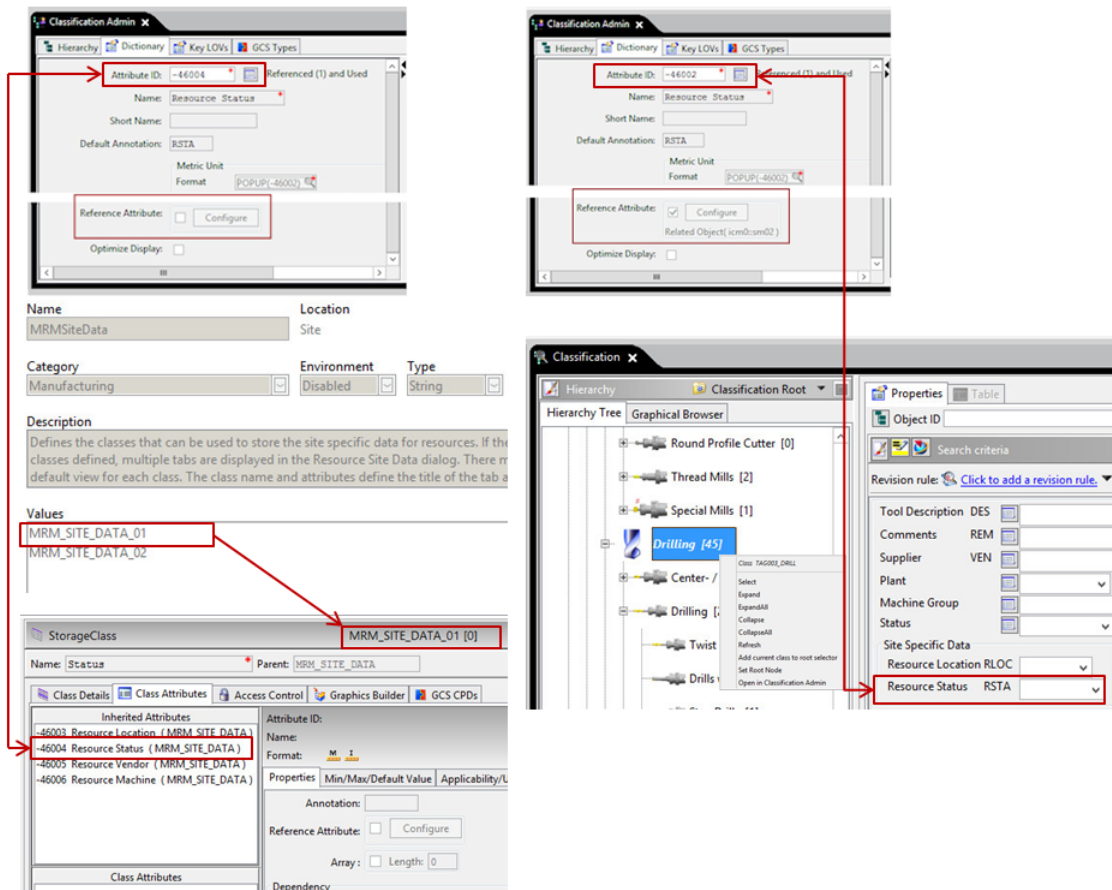 Classification Admin
Hierarchy Dictionary Key LOVs GCS Types
Attribute ID: -46004 * Referenced (1) and Used
Name: Resource Status *
Short Name:
Default Annotation: RSTA
Metric Unit
Format POPUP(-46002)
Reference Attribute: Configure
Optimize Display:
Classification Admin
Hierarchy Dictionary Key LOVs GCS Types
Attribute ID: -46002 * Referenced (1) and Used
Name: Resource Status *
Short Name:
Default Annotation: RSTA
Metric Unit
Format POPUP(-46002)
Reference Attribute: Configure
Related Object( icm0::sm02 )
Optimize Display:
Name Location
MRMSiteData Site
Category Environment Type
Manufacturing Disabled String
Description
Defines the classes that can be used to store the site specific data for resources. If the
classes defined, multiple tabs are displayed in the Resource Site Data dialog. There m
default view for each class. The class name and attributes define the title of the tab a
Values
MRM_SITE_DATA_01
MRM_SITE_DATA_02
StorageClass MRM_SITE_DATA_01 [0]
Name: Status * Parent: MRM_SITE_DATA
Class Details Class Attributes Access Control Graphics Builder GCS CPDs
Inherited Attributes
-46003 Resource Location ( MRM_SITE_DATA )
-46004 Resource Status ( MRM_SITE_DATA )
-46005 Resource Vendor ( MRM_SITE_DATA )
-46006 Resource Machine ( MRM_SITE_DATA )
Class Attributes
Attribute ID:
Name:
Format: M I
Properties Min/Max/Default Value Applicability/U
Annotation:
Reference Attribute: Configure
Array : Length: 0
Dependency
Classification
Hierarchy Classification Root
Hierarchy Tree Graphical Browser
Round Profile Cutter [0]
Thread Mills [2]
Special Mills [1]
Drilling [45]
Center- /
Drilling [
Twist
Drills
Class TAG003_DRILL
Select
Expand
ExpandAll
Collapse
CollapseAll
Refresh
Add current class to root selector
Set Root Node
Open in Classification Admin
Properties Table
Object ID
Search criteria
Revision rule: Click to add a revision rule.
Tool Description DES
Comments REM
Supplier VEN
Plant
Machine Group
Status
Site Specific Data
Resource Location RLOC
Resource Status RSTA